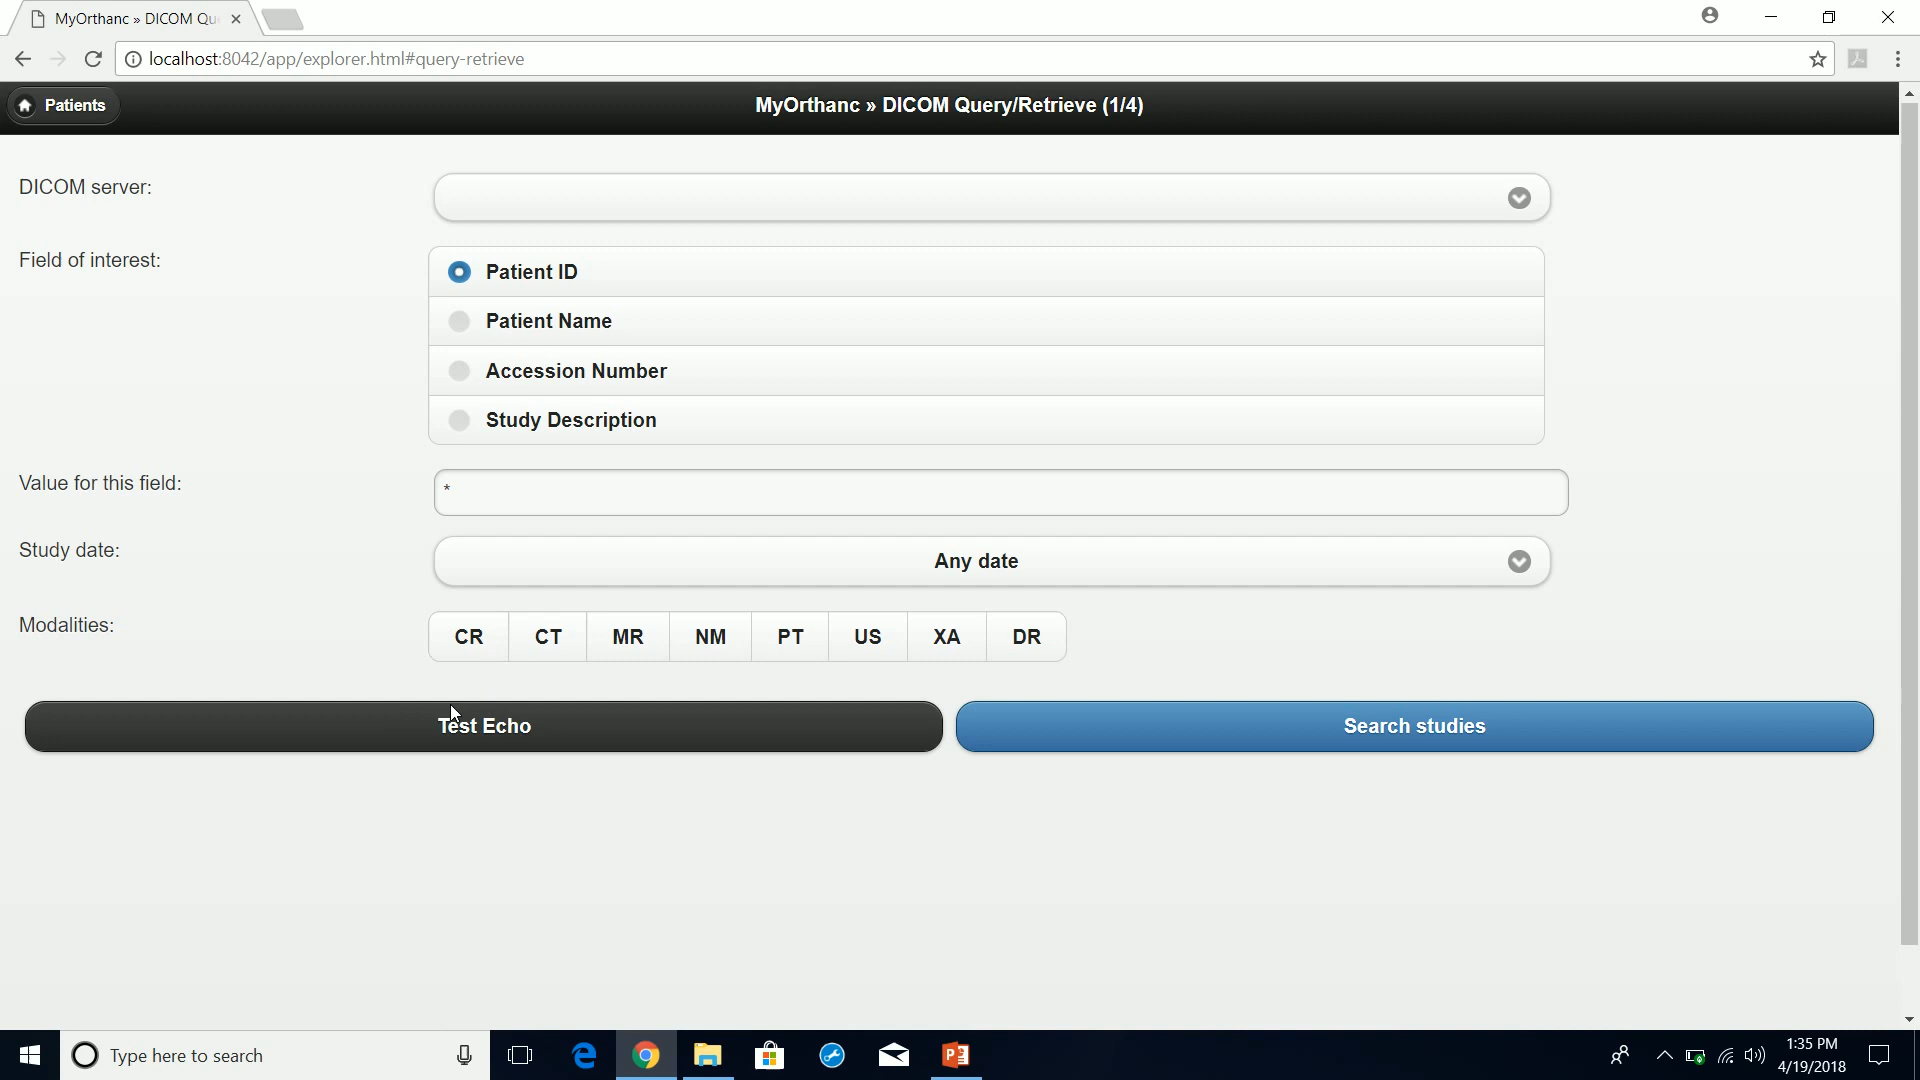 MyOrthanc » DICOM Qu
localhost:8042/app/explorer.html#query-retrieve
Patients
MyOrthanc » DICOM Query/Retrieve (1/4)
DICOM server:
Field of interest:
Patient ID
Patient Name
Accession Number
Study Description
Value for this field:
*
Study date:
Any date
Modalities:
CR CT MR NM PT US XA DR
Test Echo
Search studies
Type here to search
1:35 PM
4/19/2018